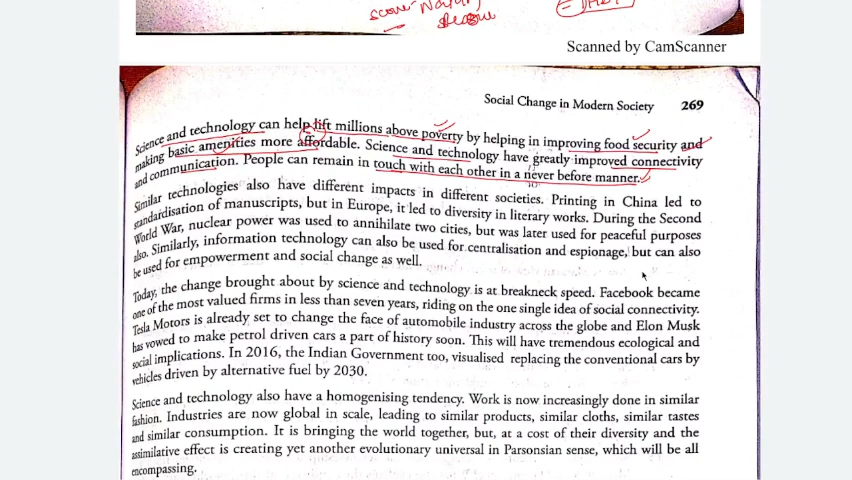 Scanned by CamScanner
Social Change in Modern Society 269
Science and technology can help lift millions above poverty by helping in improving food security and
making basic amenities more affordable. Science and technology have greatly improved connectivity
and communication. People can remain in touch with each other in a never before manner.
Similar technologies also have different impacts in different societies. Printing in China led to
standardisation of manuscripts, but in Europe, it led to diversity in literary works. During the Second
World War, nuclear power was used to annihilate two cities, but was later used for peaceful purposes
also. Similarly, information technology can also be used for centralisation and espionage, but can also
be used for empowerment and social change as well.
Today, the change brought about by science and technology is at breakneck speed. Facebook became
one of the most valued firms in less than seven years, riding on the one single idea of social connectivity.
Tesla Motors is already set to change the face of automobile industry across the globe and Elon Musk
has vowed to make petrol driven cars a part of history soon. This will have tremendous ecological and
social implications. In 2016, the Indian Government too, visualised replacing the conventional cars by
vehicles driven by alternative fuel by 2030.
Science and technology also have a homogenising tendency. Work is now increasingly done in similar
fashion. Industries are now global in scale, leading to similar products, similar cloths, similar tastes
and similar consumption. It is bringing the world together, but, at a cost of their diversity and the
assimilative effect is creating yet another evolutionary universal in Parsonsian sense, which will be all
encompassing.